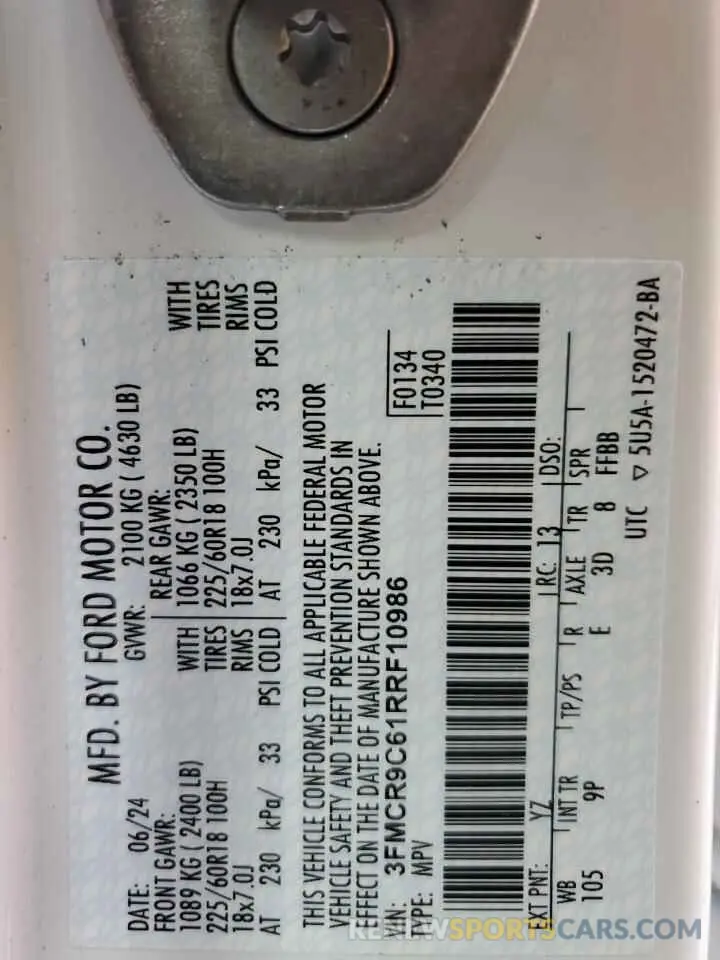 MFD. BY FORD MOTOR CO.
DATE: 06/24 GVWR: 2100 KG ( 4630 LB)
FRONT GAWR: REAR GAWR:
1089 KG ( 2400 LB) WITH 1066 KG ( 2350 LB) WITH
225/60R18 100H TIRES 225/60R18 100H TIRES
18x7.0J RIMS 18x7.0J RIMS
AT 230 kPa/ 33 PSI COLD AT 230 kPa/ 33 PSI COLD
THIS VEHICLE CONFORMS TO ALL APPLICABLE FEDERAL MOTOR
VEHICLE SAFETY AND THEFT PREVENTION STANDARDS IN
EFFECT ON THE DATE OF MANUFACTURE SHOWN ABOVE.
VIN: 3FMCR9C61RRF10986 F0134
TYPE: MPV T0340
EXT PNT: YZ RC: 13 DSO:
WB INT TR TP/PS R AXLE TR SPR
105 9P E 3D 8 FFBB
UTC ▽ 5U5A-1520472-BA
RENEWSPORTSCARS.COM